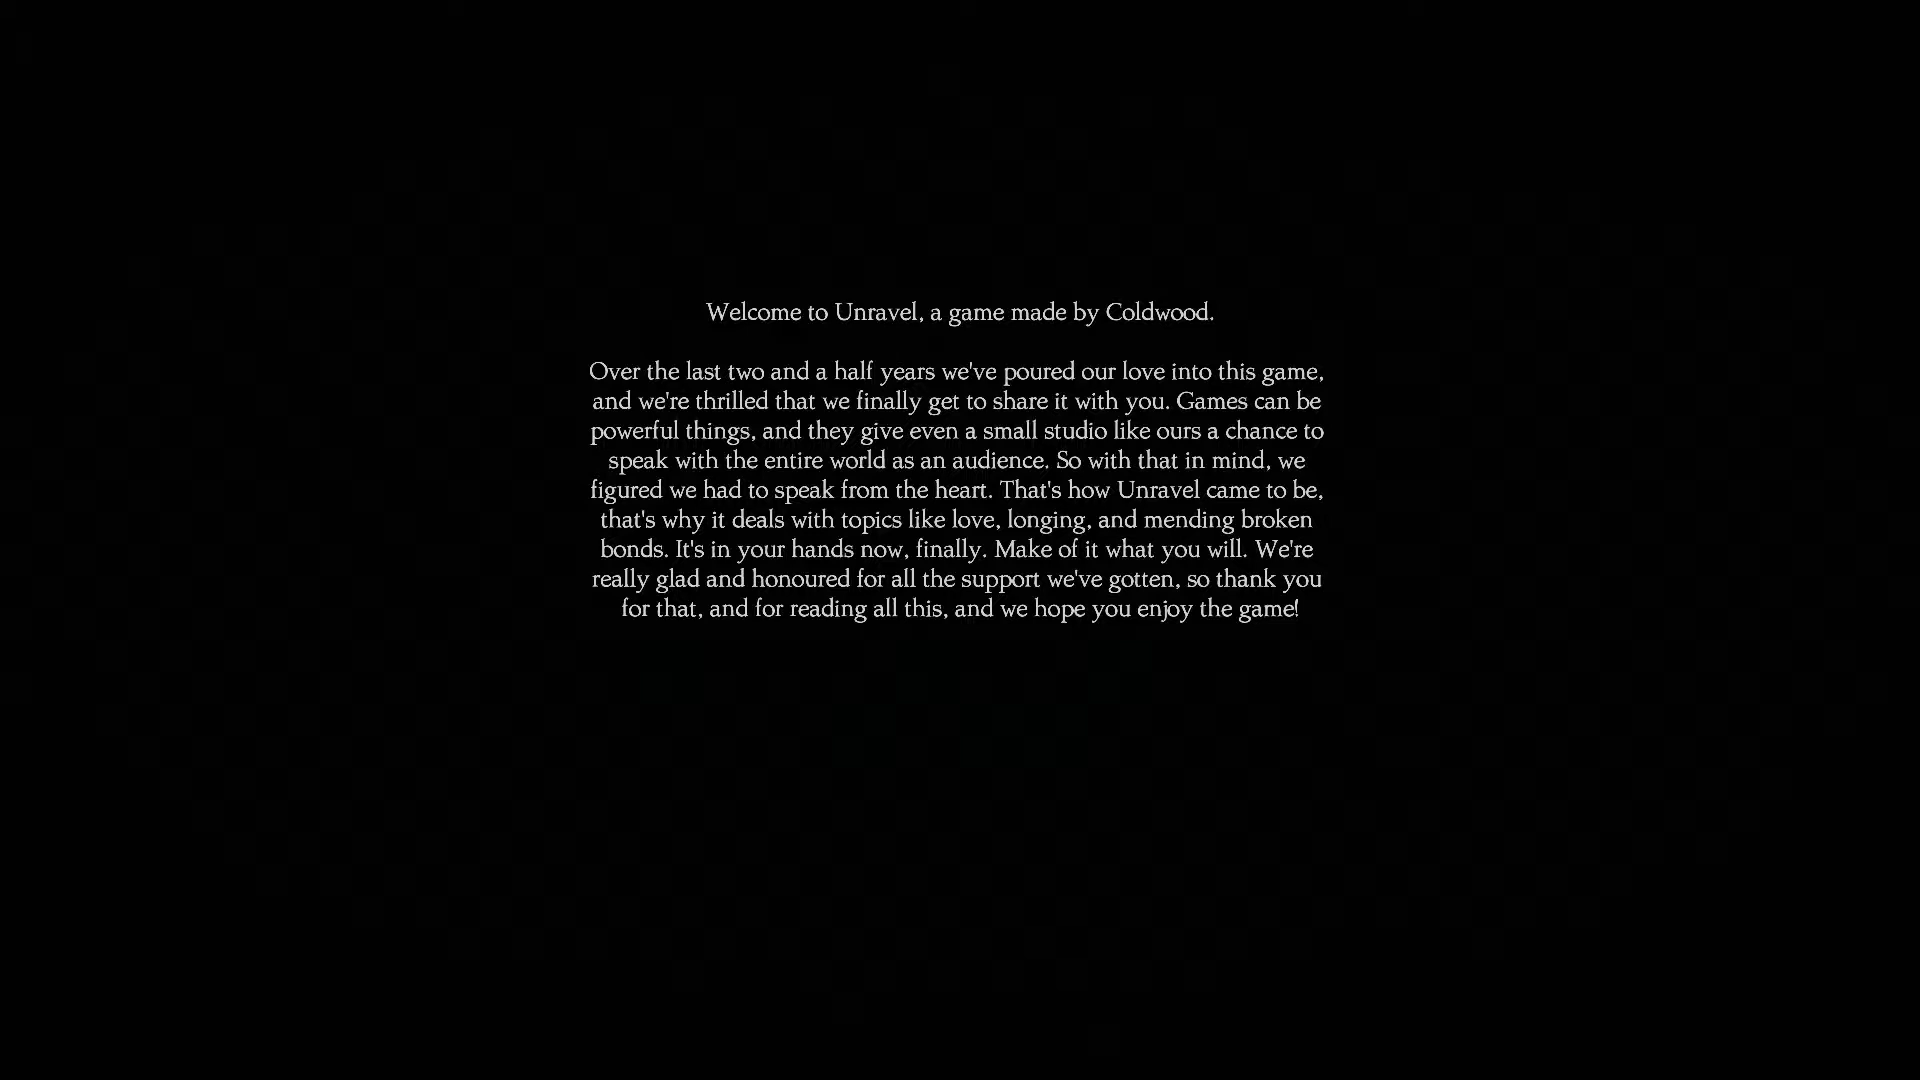 Welcome to Unravel, a game made by Coldwood.
Over the last two and a half years we've poured our love into this game,
and we're thrilled that we finally get to share it with you. Games can be
powerful things, and they give even a small studio like ours a chance to
speak with the entire world as an audience. So with that in mind, we
figured we had to speak from the heart. That's how Unravel came to be,
that's why it deals with topics like love, longing, and mending broken
bonds. It's in your hands now, finally. Make of it what you will. We're
really glad and honoured for all the support we've gotten, so thank you
for that, and for reading all this, and we hope you enjoy the game!